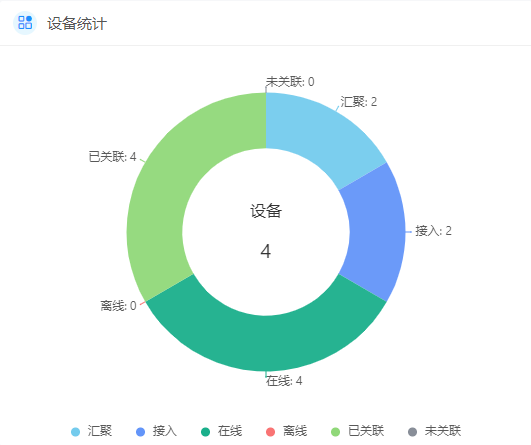 设备统计
未关联: 0
汇聚: 2
已关联: 4
设备
接入: 2
4
离线: 0
在线: 4
汇聚 接入 在线 离线 已关联 未关联